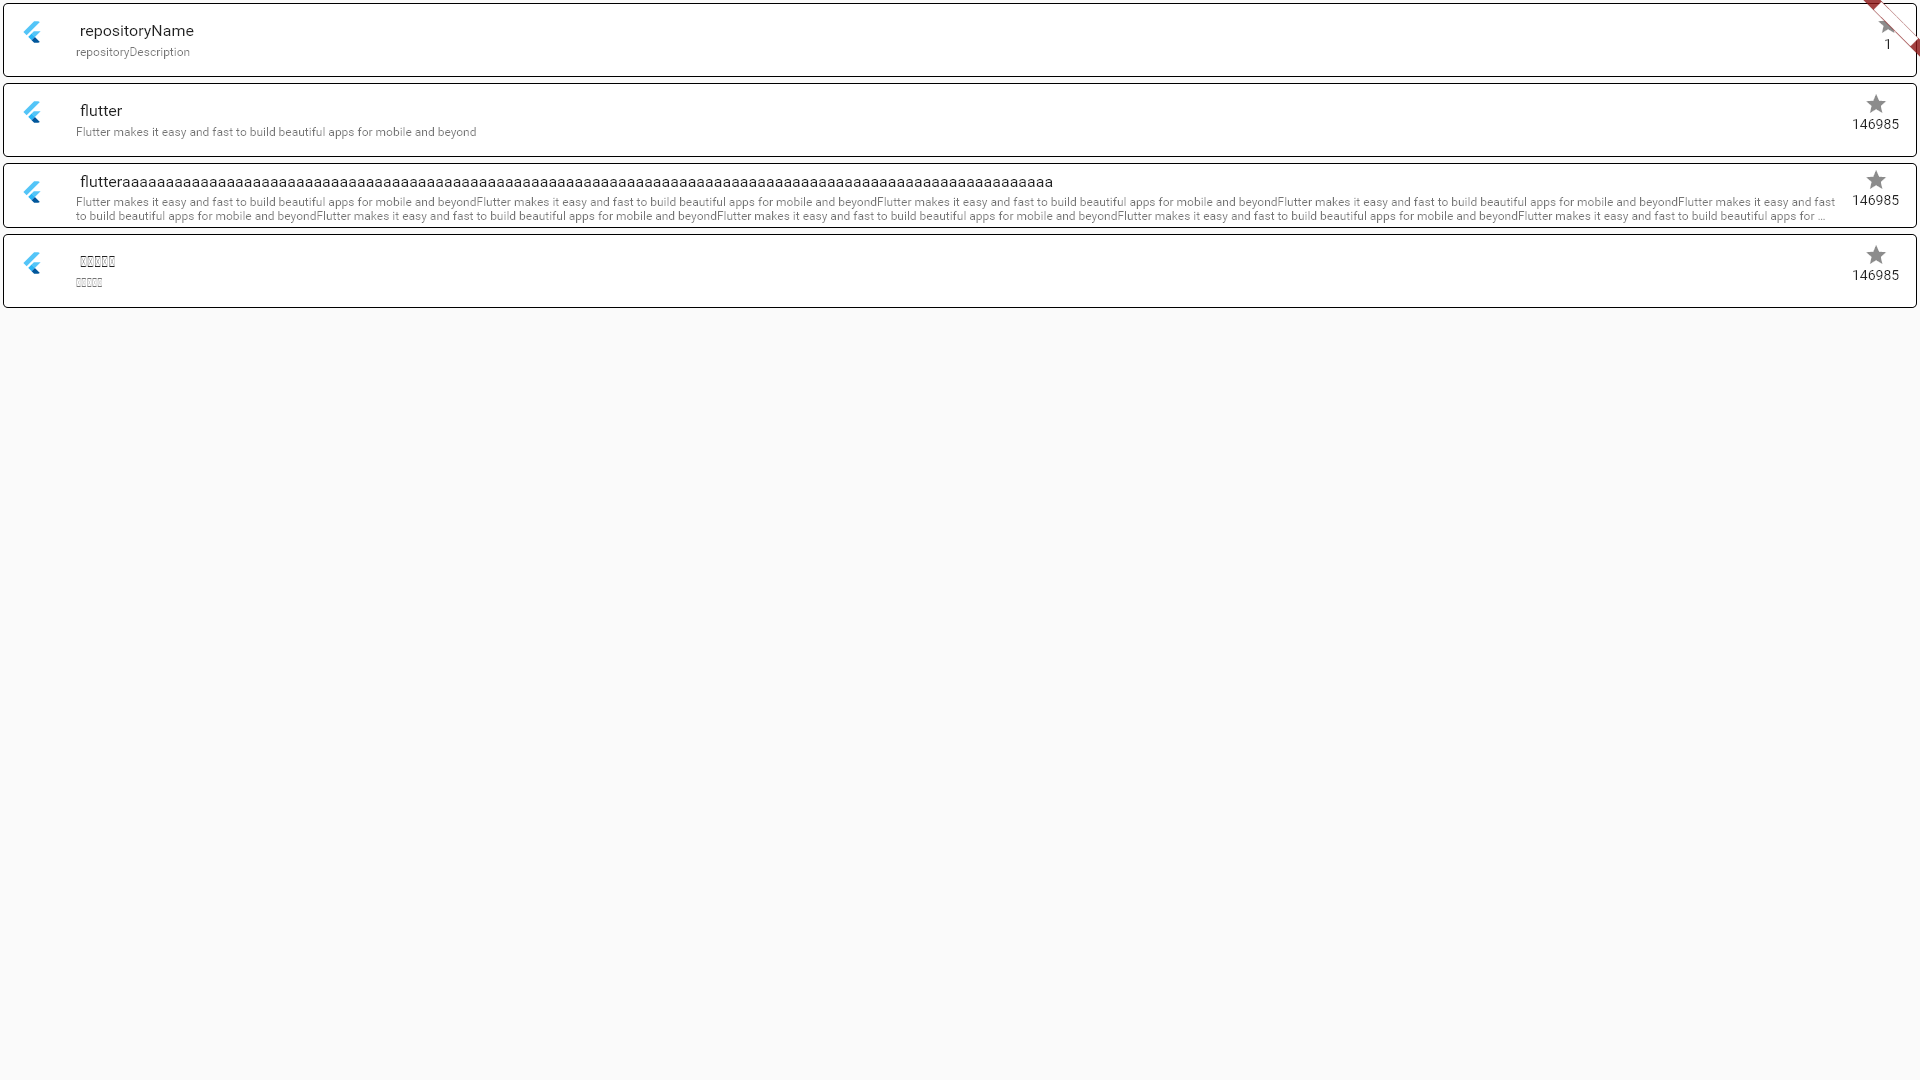 repositoryName
repositoryDescription
1
flutter
Flutter makes it easy and fast to build beautiful apps for mobile and beyond
146985
flutteraaaaaaaaaaaaaaaaaaaaaaaaaaaaaaaaaaaaaaaaaaaaaaaaaaaaaaaaaaaaaaaaaaaaaaaaaaaaaaaaaaaaaaaaaaaaaaaaaaaaaaaaaaa
Flutter makes it easy and fast to build beautiful apps for mobile and beyondFlutter makes it easy and fast to build beautiful apps for mobile and beyondFlutter makes it easy and fast to build beautiful apps for mobile and beyondFlutter makes it easy and fast to build beautiful apps for mobile and beyondFlutter makes it easy and fast
to build beautiful apps for mobile and beyondFlutter makes it easy and fast to build beautiful apps for mobile and beyondFlutter makes it easy and fast to build beautiful apps for mobile and beyondFlutter makes it easy and fast to build beautiful apps for mobile and beyondFlutter makes it easy and fast to build beautiful apps for …
146985
146985